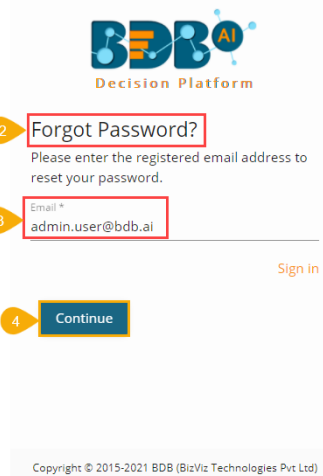 BDB AI
Decision Platform
2
Forgot Password?
Please enter the registered email address to
reset your password.
Email *
3
admin.user@bdb.ai
Sign in
4
Continue
Copyright © 2015-2021 BDB (BizViz Technologies Pvt Ltd)